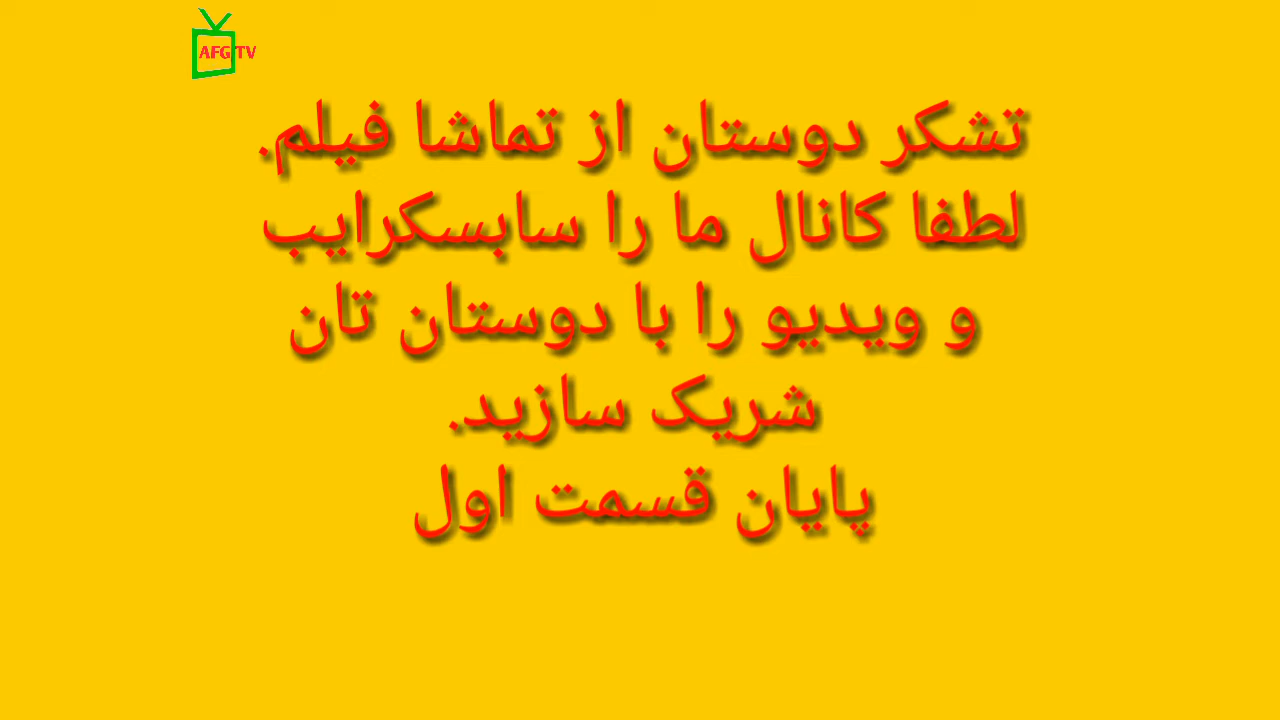 AFG TV
تشکر دوستان از تماشا فیلم.
لطفا کانال ما را سابسکرایب
و ویدیو را با دوستان تان
شریک سازید.
پایان قسمت اول